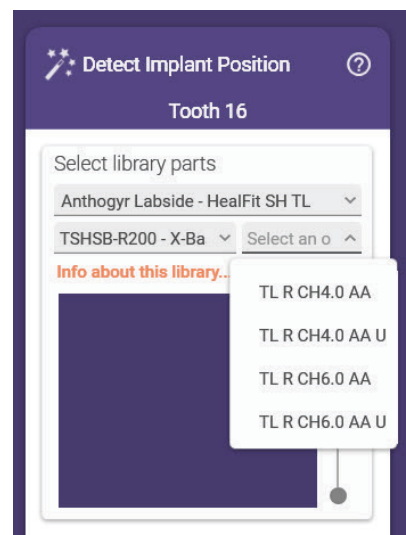 Detect Implant Position
Tooth 16
Select library parts
Anthogyr Labside - HealFit SH TL
TSHSB-R200 - X-Ba Select an o
Info about this library...
TL R CH4.0 AA
TL R CH4.0 AA U
TL R CH6.0 AA
TL R CH6.0 AA U